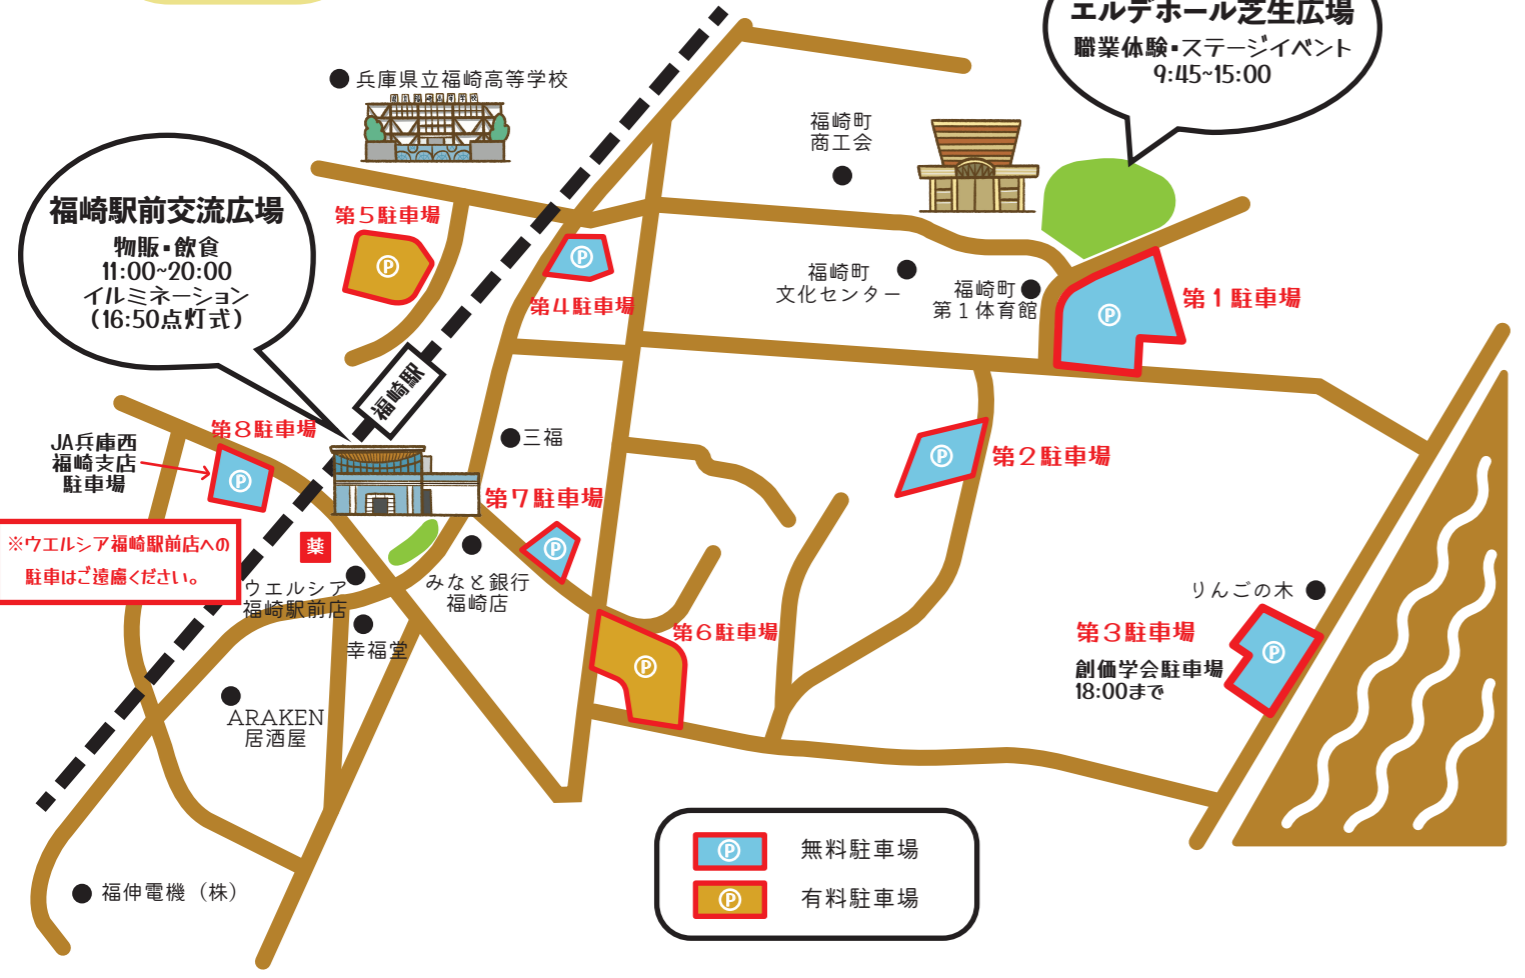 エルデホール芝生広場
職業体験・ステージイベント
9:45~15:00
兵庫県立福崎高等学校
福崎町
商工会
福崎駅前交流広場
物販・飲食
11:00~20:00
イルミネーション
（16:50点灯式）
第5駐車場
P
P
第4駐車場
福崎町
文化センター
福崎町
第１体育館
P
第1駐車場
福崎駅
第8駐車場
JA兵庫西
福崎支店
駐車場
P
三福
第7駐車場
P
P
第2駐車場
※ウエルシア福崎駅前店への
駐車はご遠慮ください。
薬
ウエルシア
福崎駅前店
みなと銀行
福崎店
幸福堂
第6駐車場
P
りんごの木
第3駐車場
創価学会駐車場
18:00まで
P
ARAKEN
居酒屋
福伸電機（株）
P
無料駐車場
P
有料駐車場